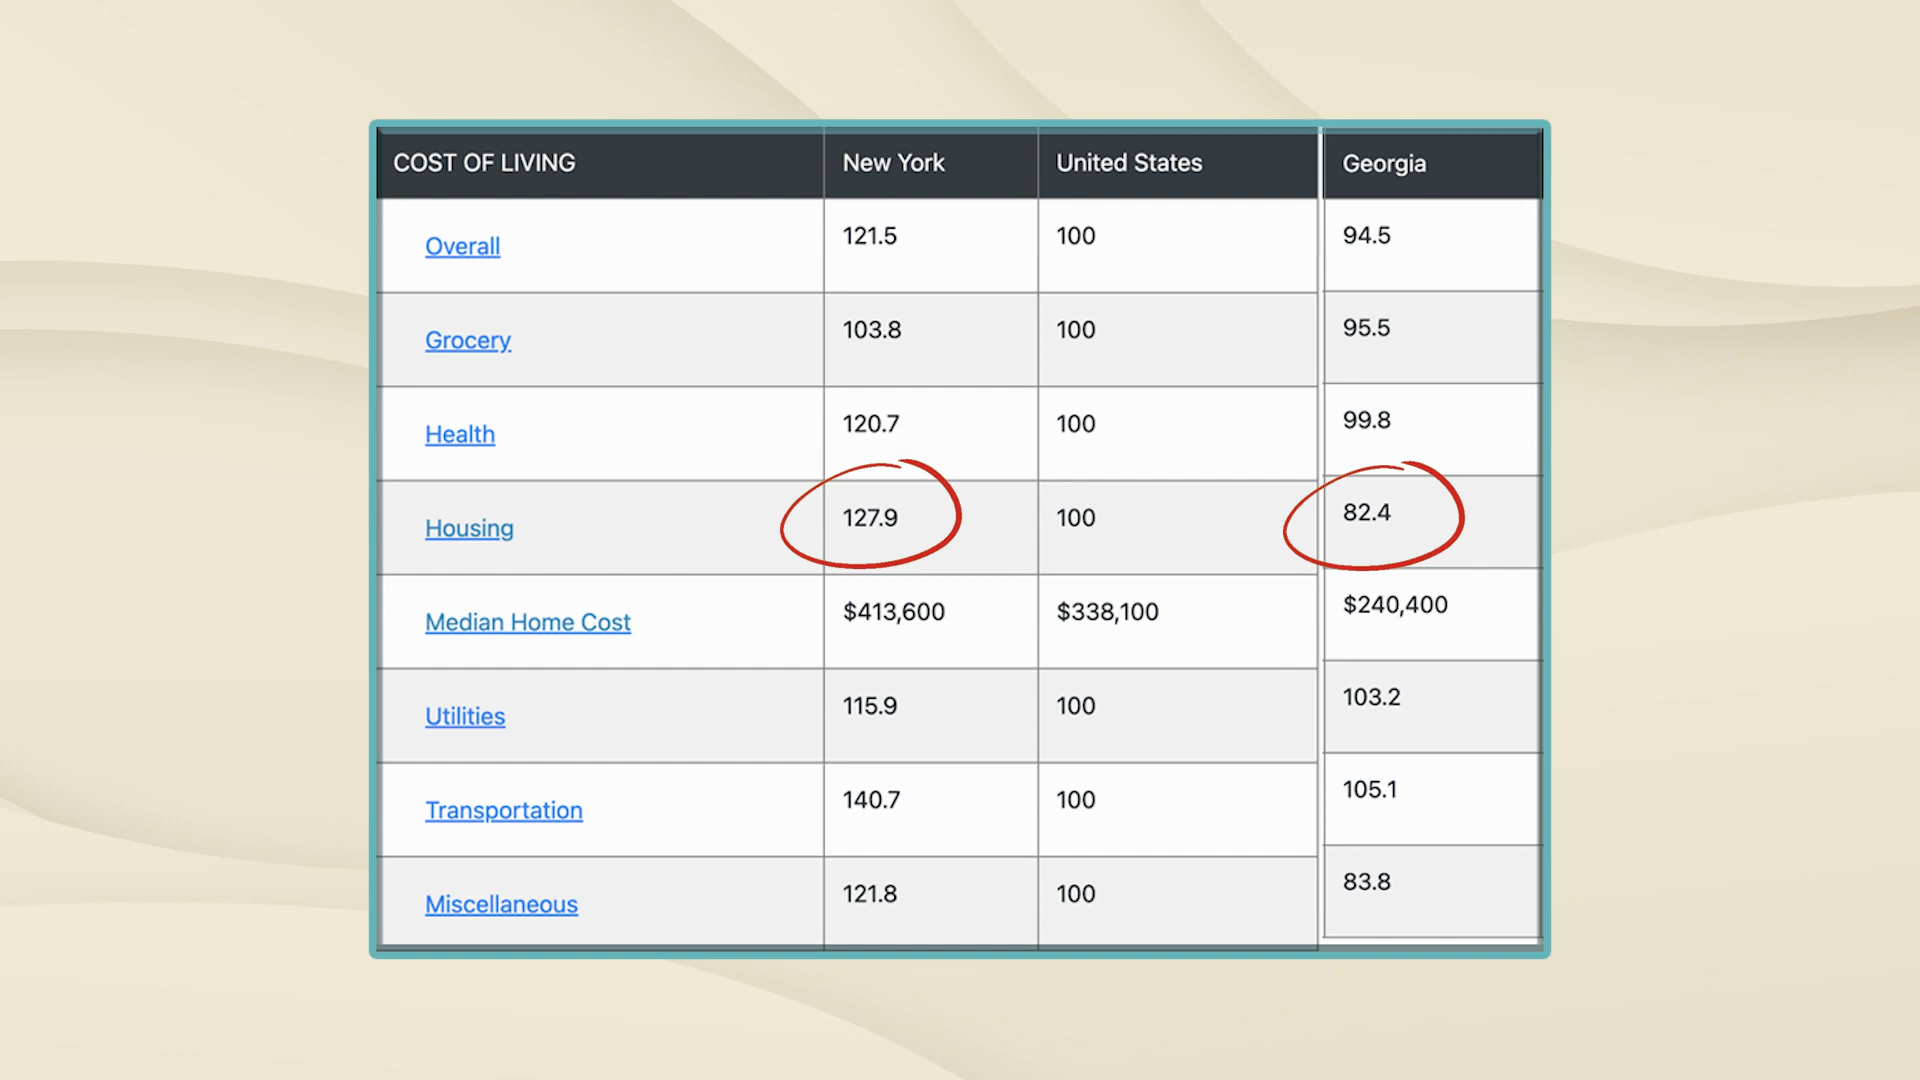 COST OF LIVING New York United States Georgia
Overall 121.5 100 94.5
Grocery 103.8 100 95.5
Health 120.7 100 99.8
Housing 127.9 100 82.4
Median Home Cost $413,600 $338,100 $240,400
Utilities 115.9 100 103.2
Transportation 140.7 100 105.1
Miscellaneous 121.8 100 83.8